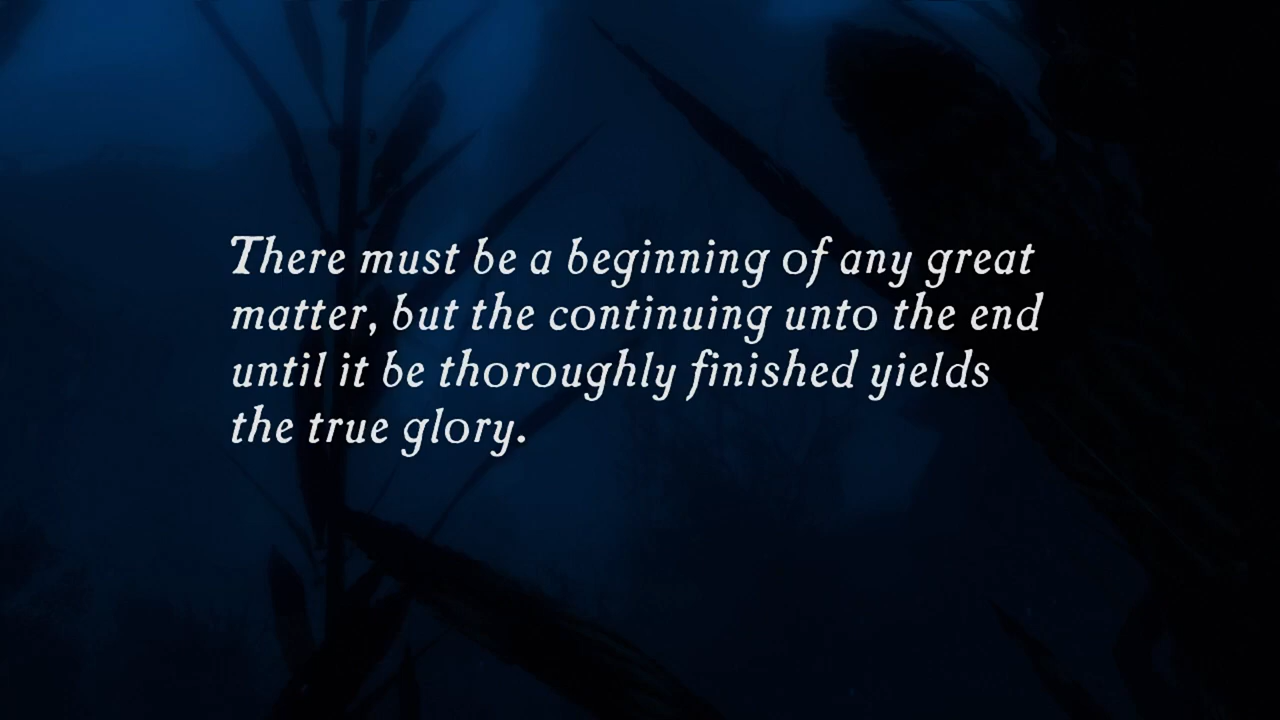 There must be a beginning of any great
matter, but the continuing unto the end
until it be thoroughly finished yields
the true glory.